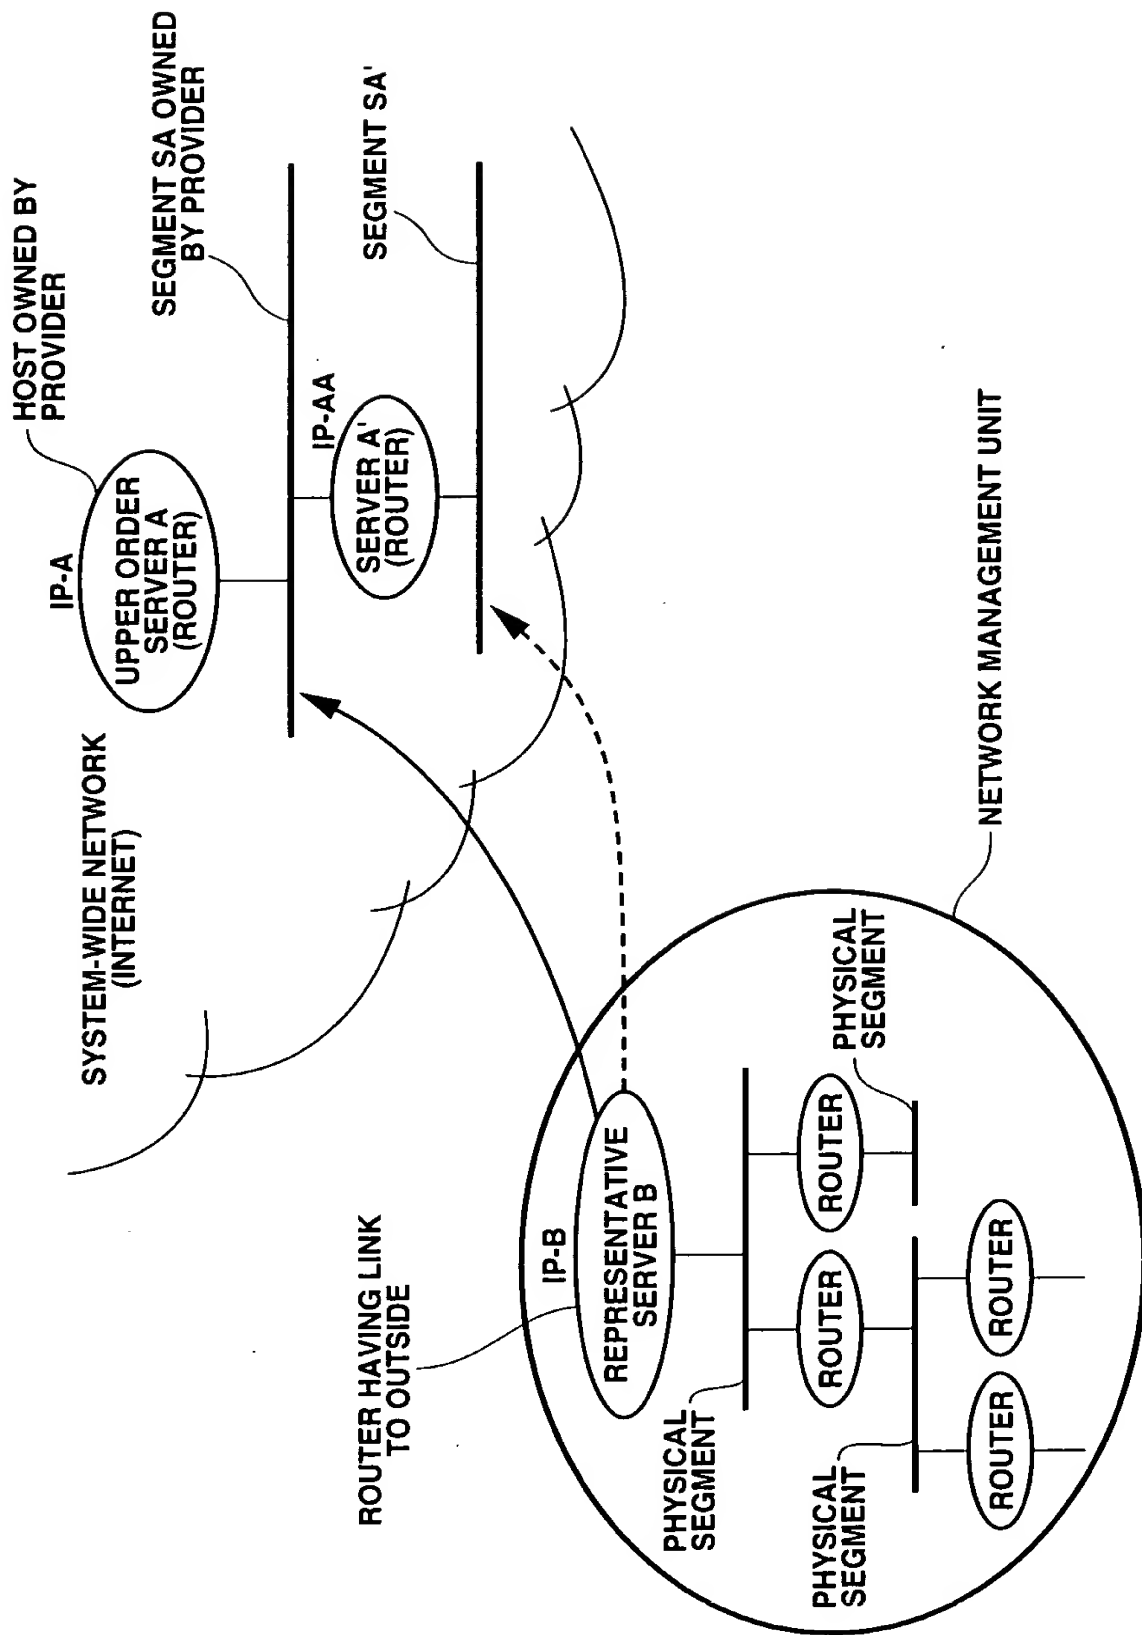 HOST OWNED BY
PROVIDER
IP-A
UPPER ORDER
SERVER A
(ROUTER)
SEGMENT SA OWNED
BY PROVIDER
SYSTEM-WIDE NETWORK
(INTERNET)
IP-AA
SERVER A'
(ROUTER)
SEGMENT SA'
ROUTER HAVING LINK
TO OUTSIDE
IP-B
REPRESENTATIVE
SERVER B
PHYSICAL
SEGMENT
ROUTER
ROUTER
PHYSICAL
SEGMENT
PHYSICAL
SEGMENT
ROUTER
ROUTER
NETWORK MANAGEMENT UNIT